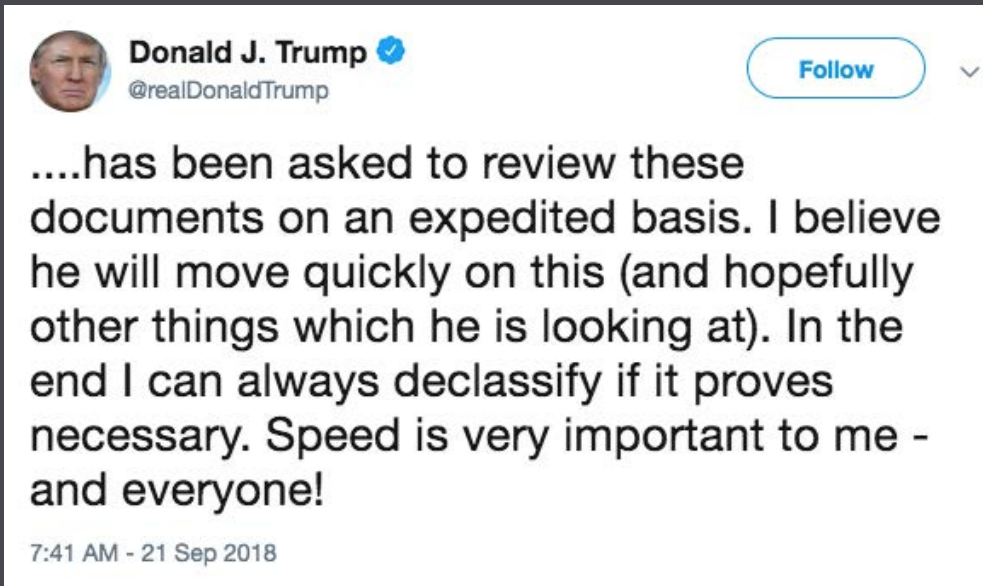 Donald J. Trump
@realDonaldTrump
Follow
....has been asked to review these
documents on an expedited basis. I believe
he will move quickly on this (and hopefully
other things which he is looking at). In the
end I can always declassify if it proves
necessary. Speed is very important to me -
and everyone!
7:41 AM - 21 Sep 2018